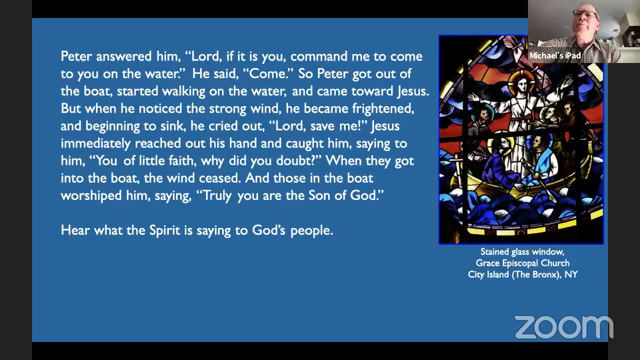 Peter answered him, “Lord, if it is you, command me to come
to you on the water.” He said, “Come.” So Peter got out of
the boat, started walking on the water, and came toward Jesus.
But when he noticed the strong wind, he became frightened,
and beginning to sink, he cried out, “Lord, save me!” Jesus
immediately reached out his hand and caught him, saying to
him, “You of little faith, why did you doubt?” When they got
into the boat, the wind ceased. And those in the boat
worshiped him, saying, “Truly you are the Son of God.”
Hear what the Spirit is saying to God’s people.
Michael's iPad
Stained glass window,
Grace Episcopal Church
City Island (The Bronx), NY
zoom